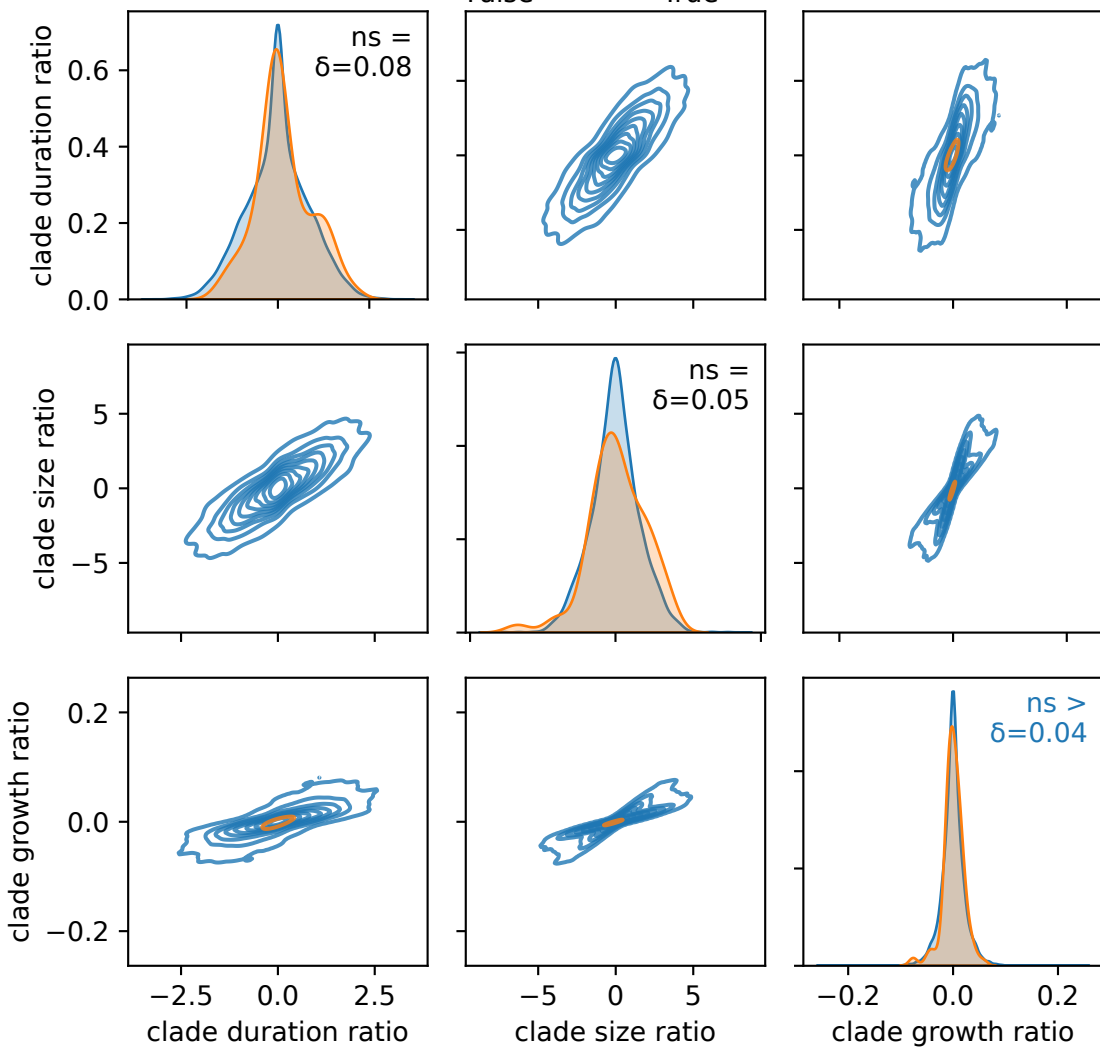 clade duration ratio
0.6
0.4
0.2
0.0
ns =
δ=0.08
clade size ratio
5
0
−5
ns =
δ=0.05
clade growth ratio
0.2
0.0
−0.2
ns >
δ=0.04
−2.5 0.0 2.5
−5 0 5
−0.2 0.0 0.2
clade duration ratio
clade size ratio
clade growth ratio